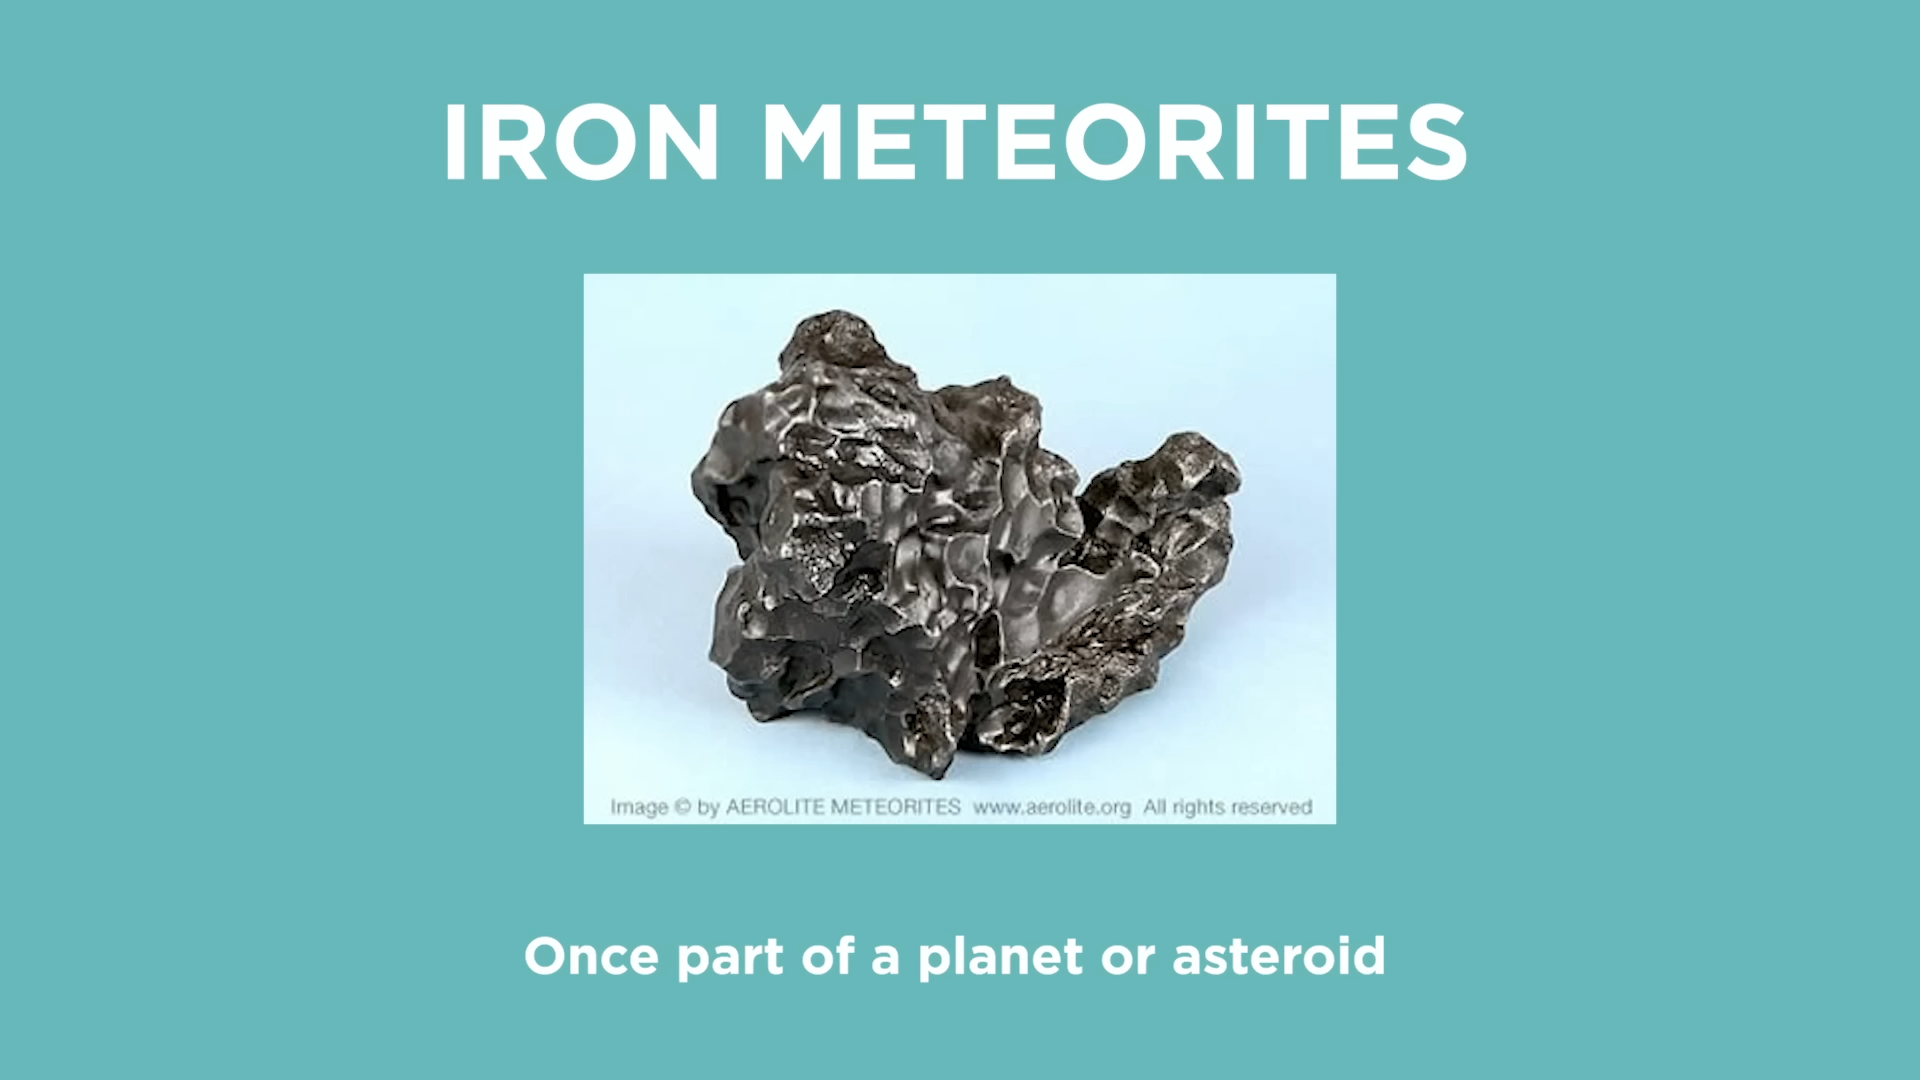 IRON METEORITES
Image © by AEROLITE METEORITES www.aerolite.org All rights reserved
Once part of a planet or asteroid